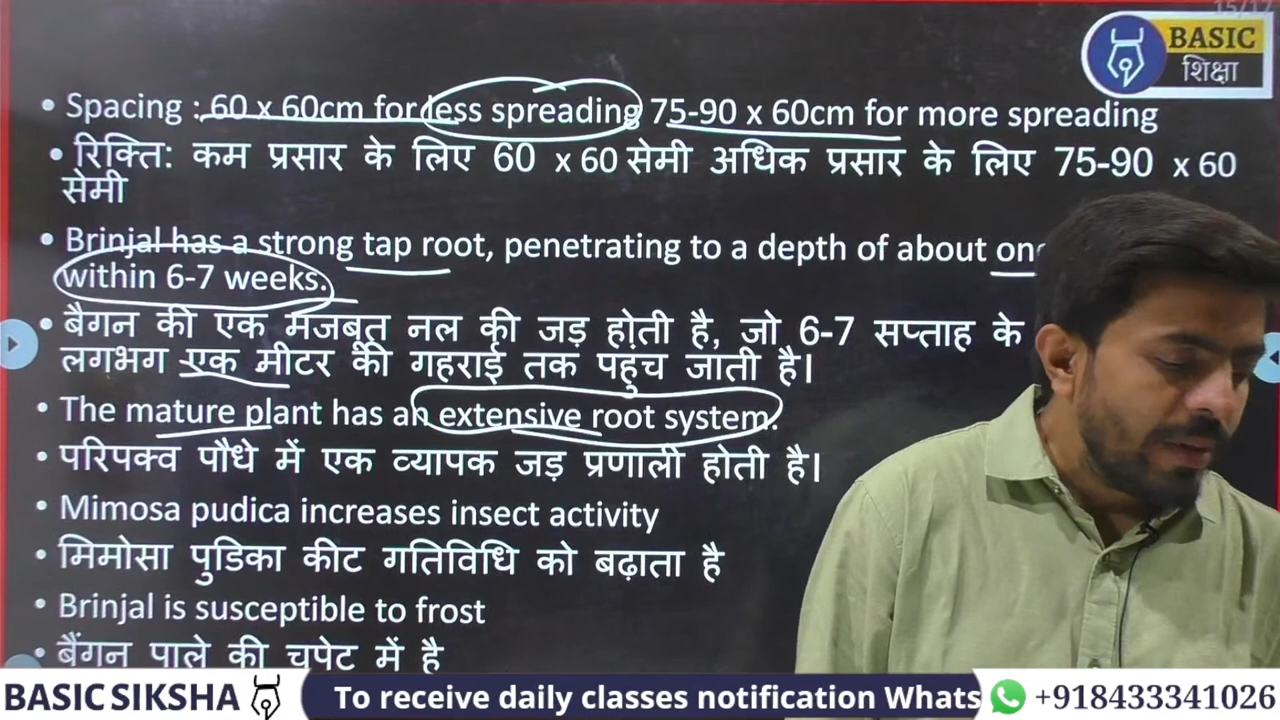 15/17
BASIC
शिक्षा
• Spacing : 60 x 60cm for less spreading 75-90 x 60cm for more spreading
• रिक्ति: कम प्रसार के लिए 60 x 60 सेमी अधिक प्रसार के लिए 75-90 x 60
सेमी
• Brinjal has a strong tap root, penetrating to a depth of about
within 6-7 weeks.
• बैगन की एक मजबूत नल की जड़ होती है, जो 6-7 सप्ताह के
लगभग एक मीटर की गहराई तक पहुंच जाती है।
• The mature plant has an extensive root system.
• परिपक्व पौधे में एक व्यापक जड़ प्रणाली होती है।
• Mimosa pudica increases insect activity
• मिमोसा पुडिका कीट गतिविधि को बढ़ाता है
• Brinjal is susceptible to frost
• बैंगन पाले की चपेट में है
BASIC SIKSHA To receive daily classes notification Whats +918433341026